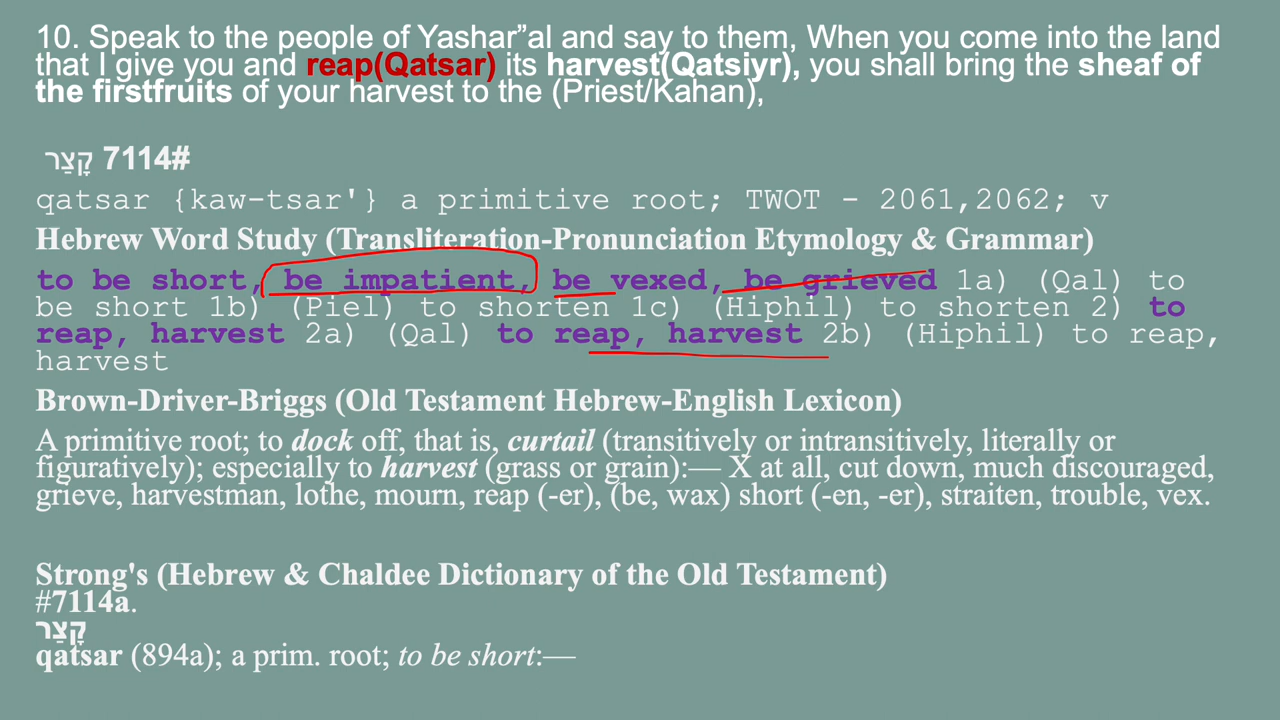 10. Speak to the people of Yashar”al and say to them, When you come into the land
that I give you and reap(Qatsar) its harvest(Qatsiyr), you shall bring the sheaf of
the firstfruits of your harvest to the (Priest/Kahan),
קָצַר 7114#
qatsar {kaw-tsar'} a primitive root; TWOT - 2061,2062; v
Hebrew Word Study (Transliteration-Pronunciation Etymology & Grammar)
to be short, be impatient, be vexed, be grieved 1a) (Qal) to
be short 1b) (Piel) to shorten 1c) (Hiphil) to shorten 2) to
reap, harvest 2a) (Qal) to reap, harvest 2b) (Hiphil) to reap,
harvest
Brown-Driver-Briggs (Old Testament Hebrew-English Lexicon)
A primitive root; to dock off, that is, curtail (transitively or intransitively, literally or
figuratively); especially to harvest (grass or grain):— X at all, cut down, much discouraged,
grieve, harvestman, lothe, mourn, reap (-er), (be, wax) short (-en, -er), straiten, trouble, vex.
Strong's (Hebrew & Chaldee Dictionary of the Old Testament)
#7114a.
קָצַר
qatsar (894a); a prim. root; to be short:—